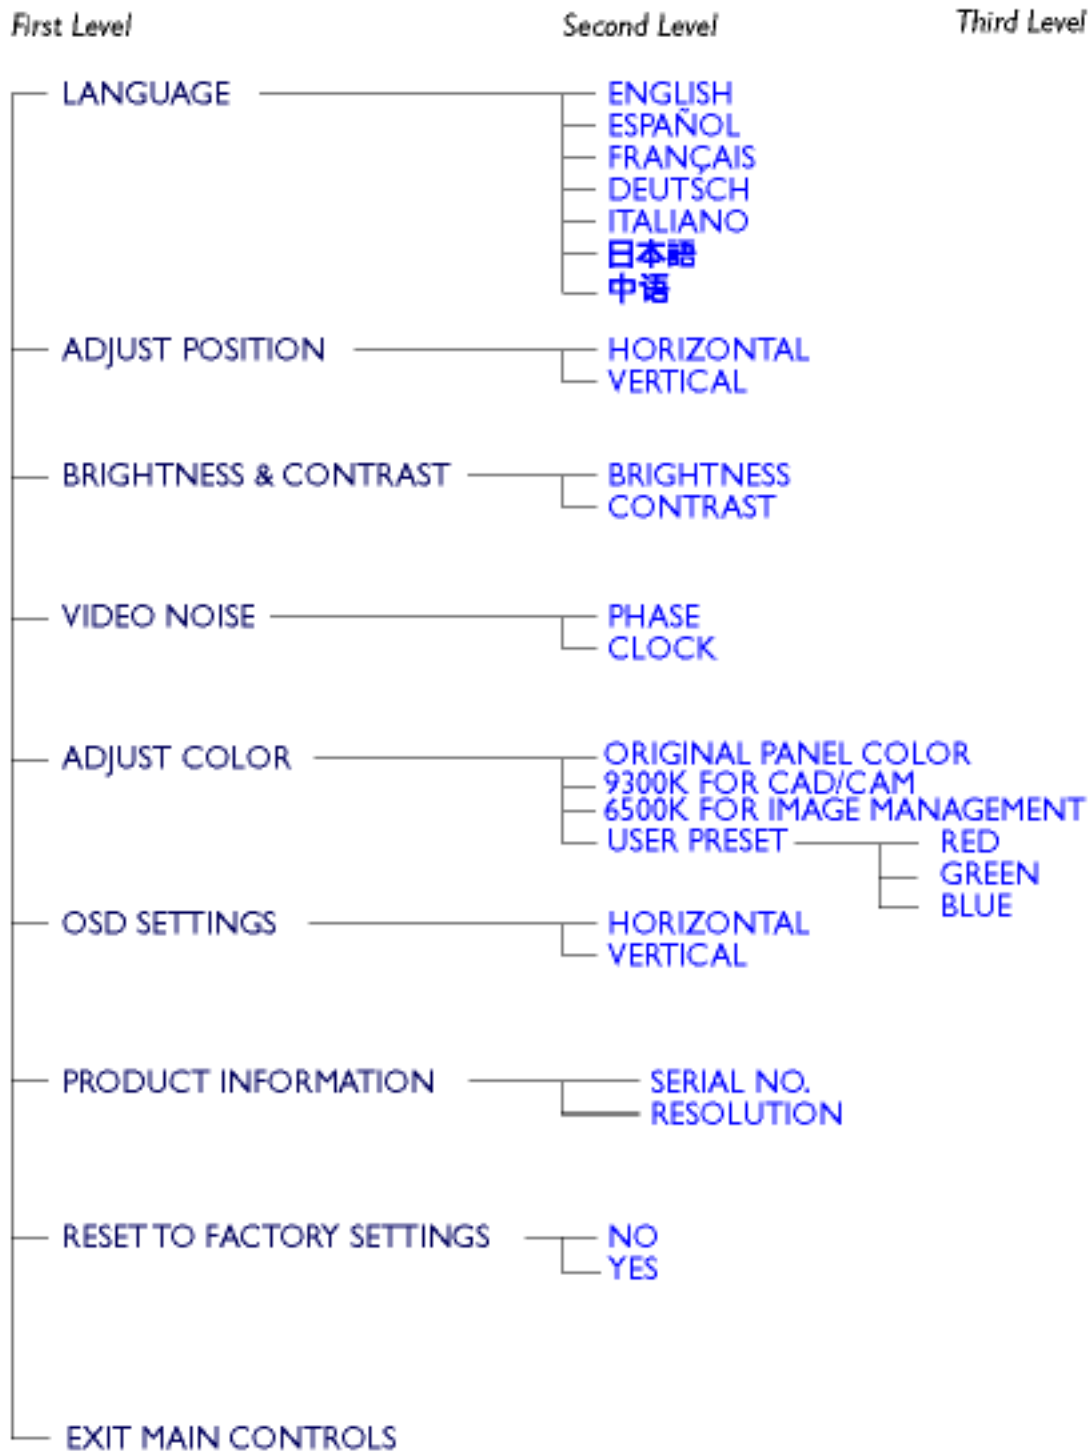 First Level Second Level Third Level
LANGUAGE ENGLISH
ESPAÑOL
FRANÇAIS
DEUTSCH
ITALIANO
日本語
中语
ADJUST POSITION HORIZONTAL
VERTICAL
BRIGHTNESS & CONTRAST BRIGHTNESS
CONTRAST
VIDEO NOISE PHASE
CLOCK
ADJUST COLOR ORIGINAL PANEL COLOR
9300K FOR CAD/CAM
6500K FOR IMAGE MANAGEMENT
USER PRESET RED
GREEN
BLUE
OSD SETTINGS HORIZONTAL
VERTICAL
PRODUCT INFORMATION SERIAL NO.
RESOLUTION
RESET TO FACTORY SETTINGS NO
YES
EXIT MAIN CONTROLS